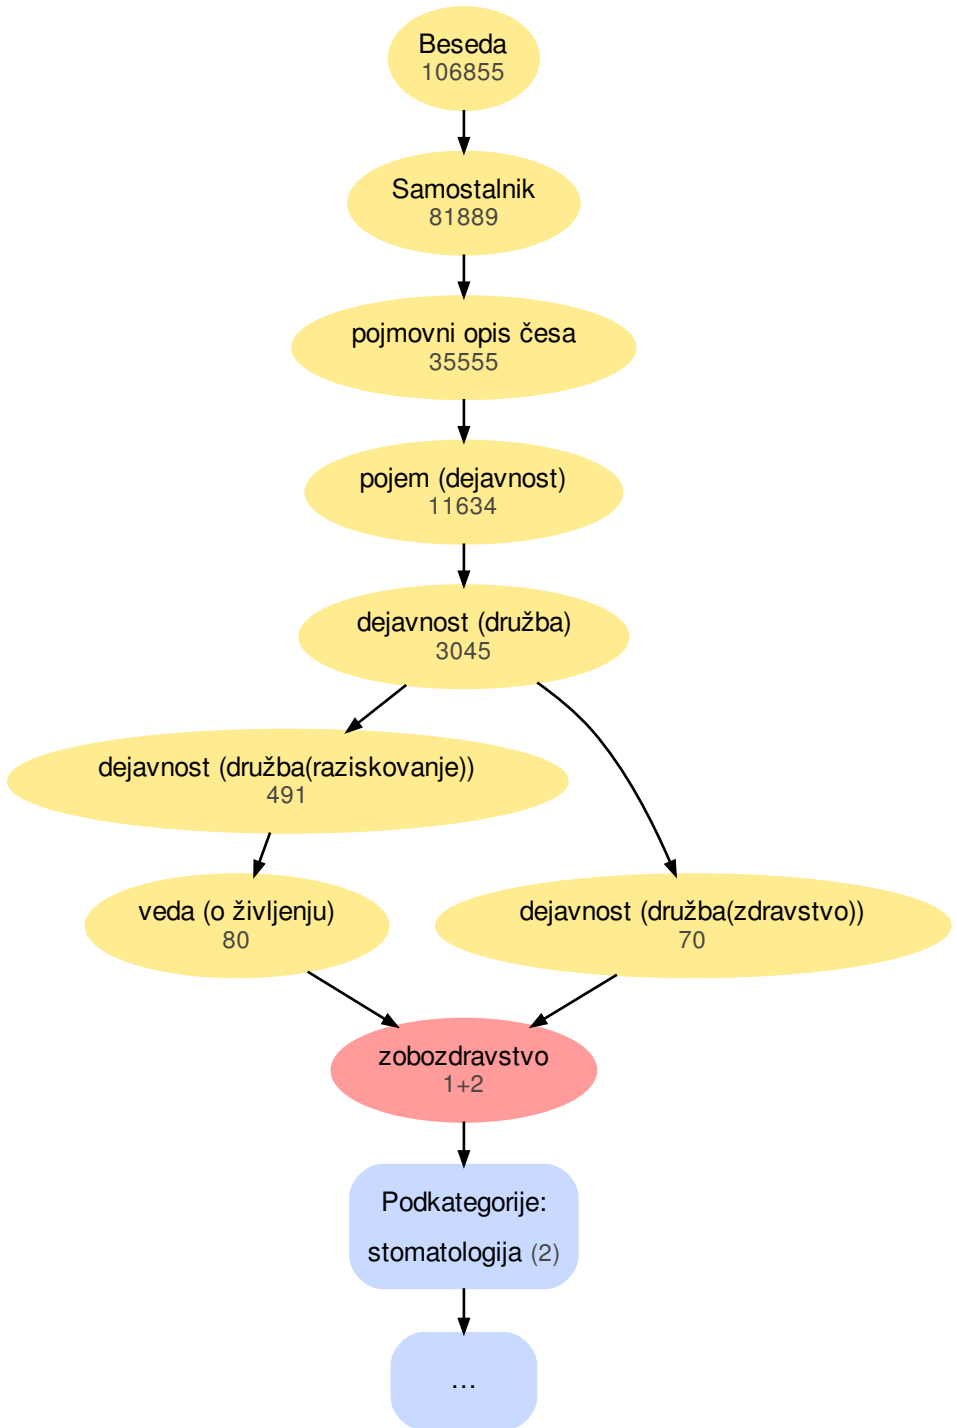 Beseda
106855
Samostalnik
81889
pojmovni opis česa
35555
pojem (dejavnost)
11634
dejavnost (družba)
3045
dejavnost (družba(raziskovanje))
491
veda (o življenju)
80
dejavnost (družba(zdravstvo))
70
zobozdravstvo
1+2
Podkategorije:
stomatologija (2)
…